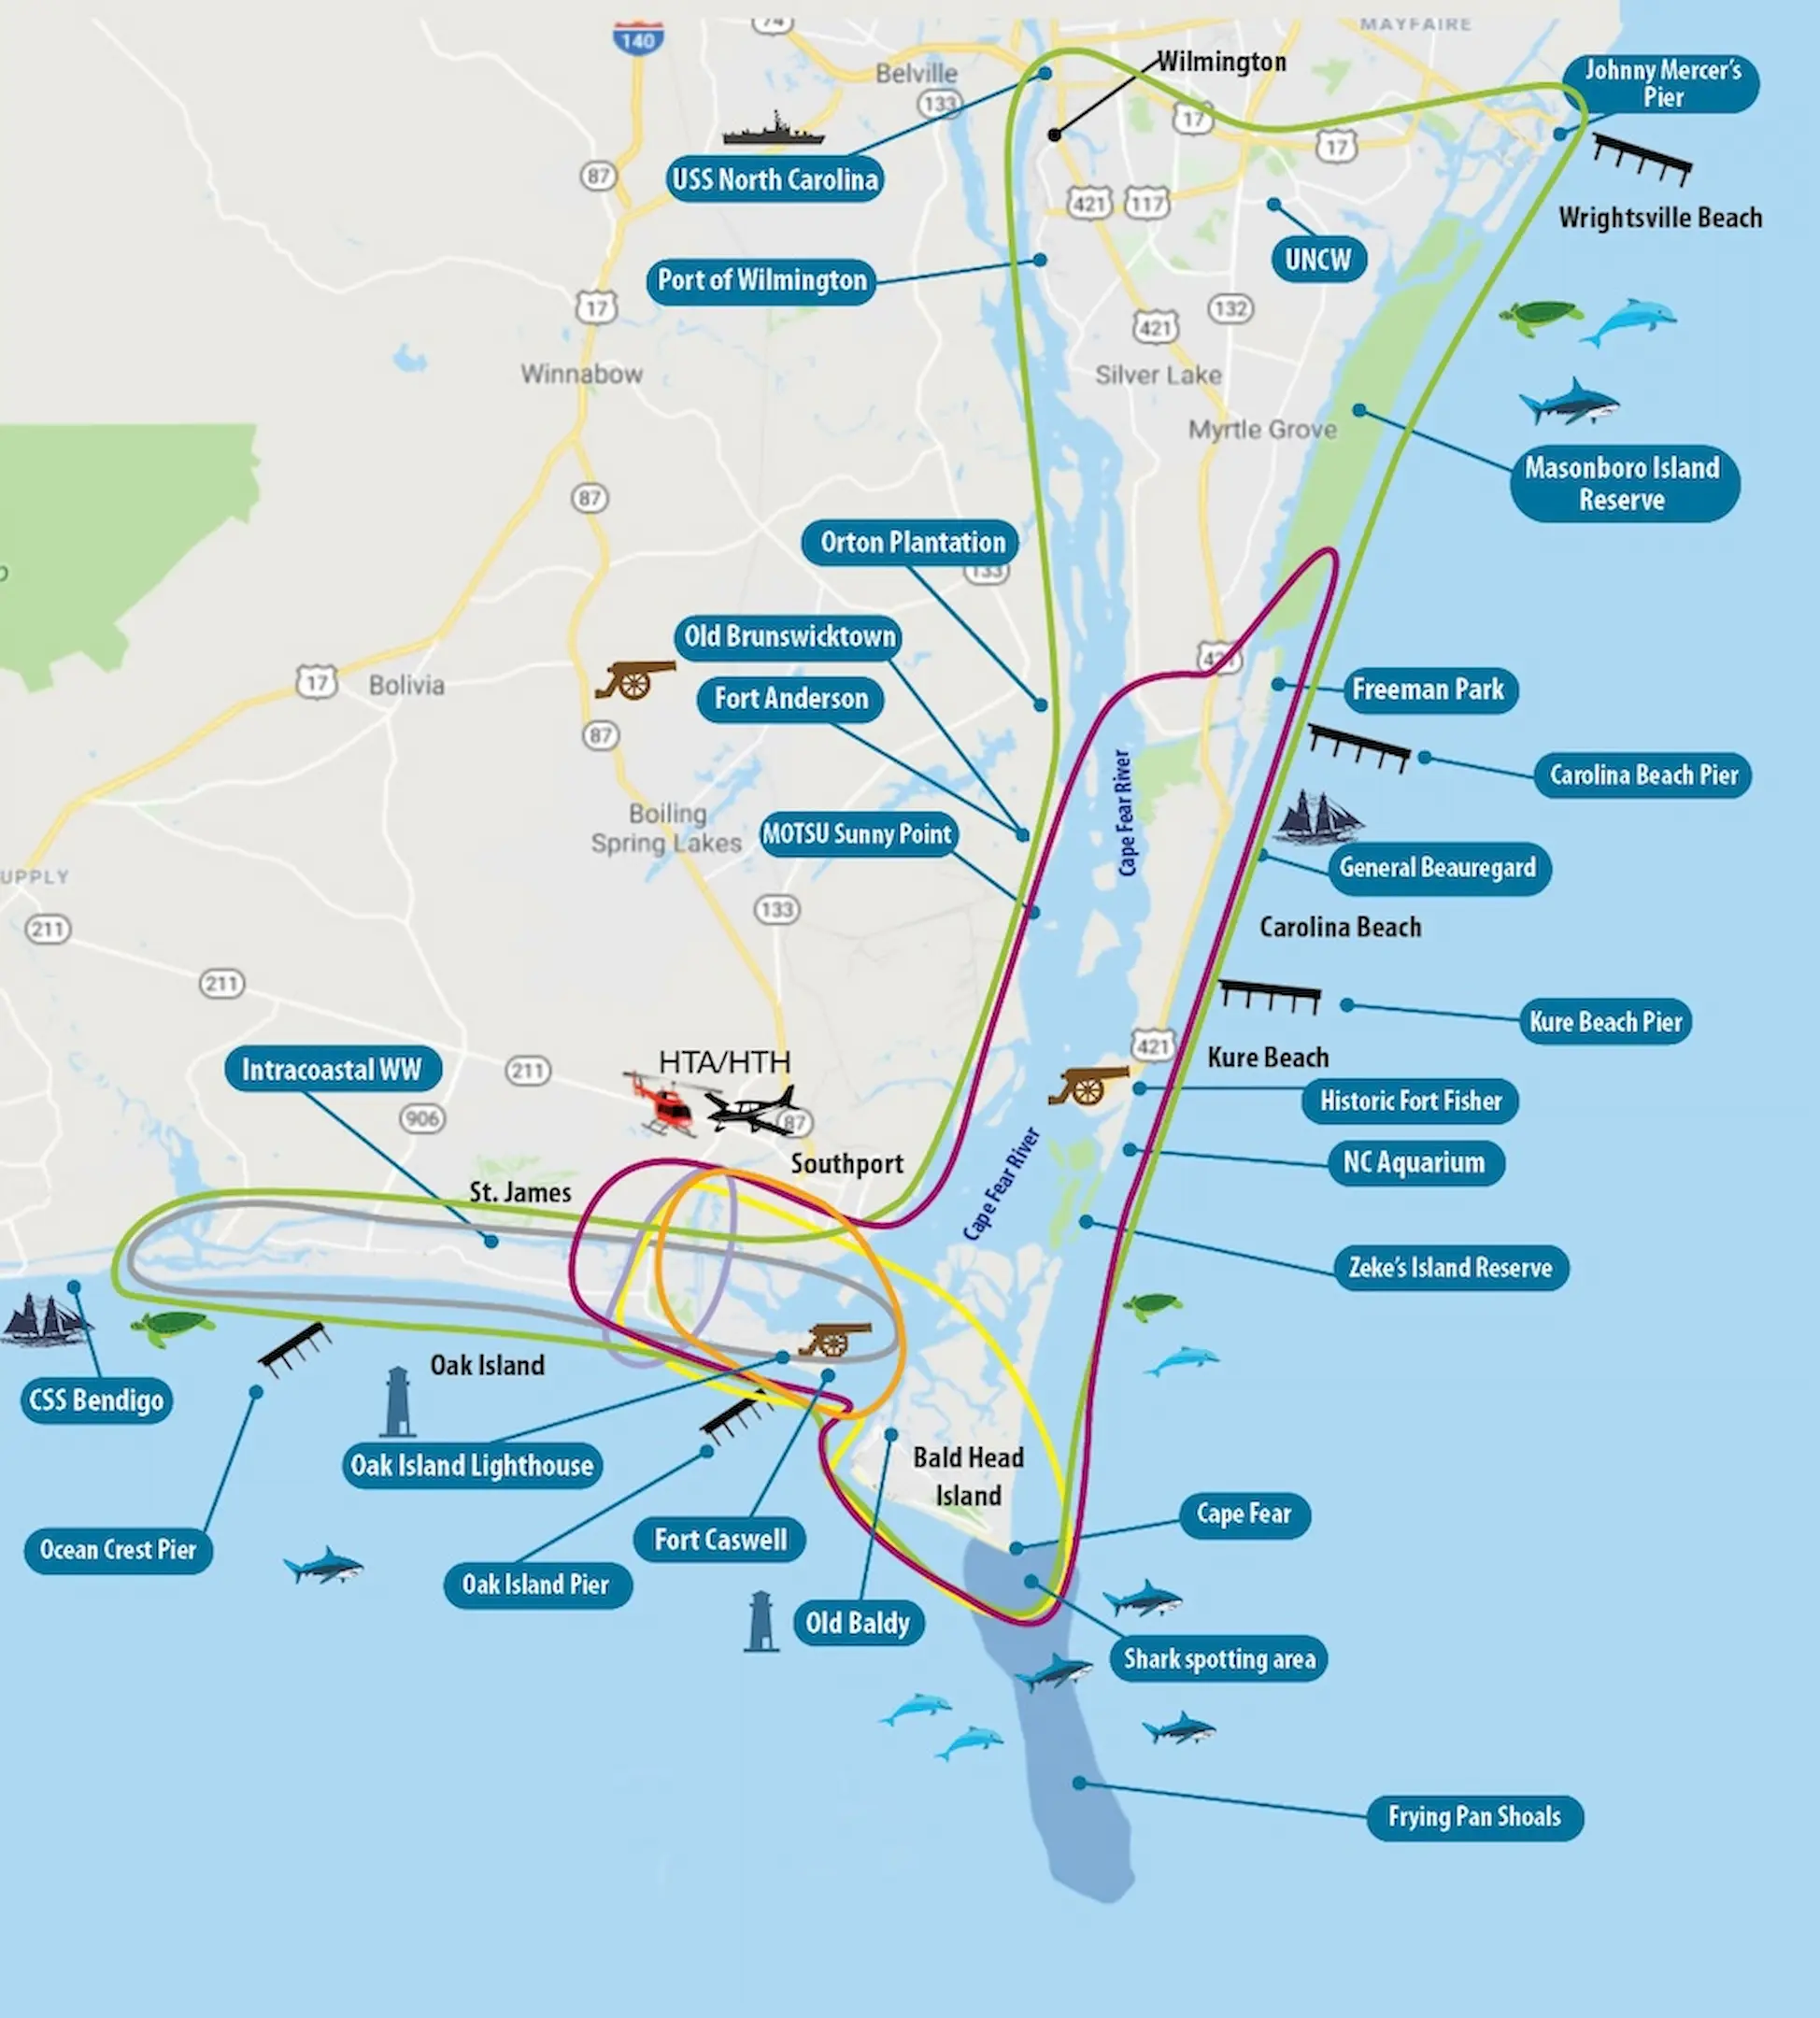 MAYFAIRE
74
140
Wilmington
Belville
Johnny Mercer's
Pier
133
17
17
USS North Carolina
87
421
117
Wrightsville Beach
UNCW
Port of Wilmington
17
132
421
Winnabow
Silver Lake
Myrtle Grove
Masonboro Island
Reserve
87
Orton Plantation
133
Old Brunswicktown
421
17
Bolivia
Fort Anderson
Freeman Park
87
Carolina Beach Pier
Cape Fear River
Boiling
Spring Lakes
MOTSU Sunny Point
General Beauregard
UPPLY
133
211
Carolina Beach
211
Kure Beach Pier
421
Kure Beach
HTA/HTH
Intracoastal WW
211
906
87
Historic Fort Fisher
Southport
NC Aquarium
Cape Fear River
St. James
Zeke's Island Reserve
Oak Island
CSS Bendigo
Oak Island Lighthouse
Bald Head
Island
Cape Fear
Ocean Crest Pier
Fort Caswell
Oak Island Pier
Old Baldy
Shark spotting area
Frying Pan Shoals